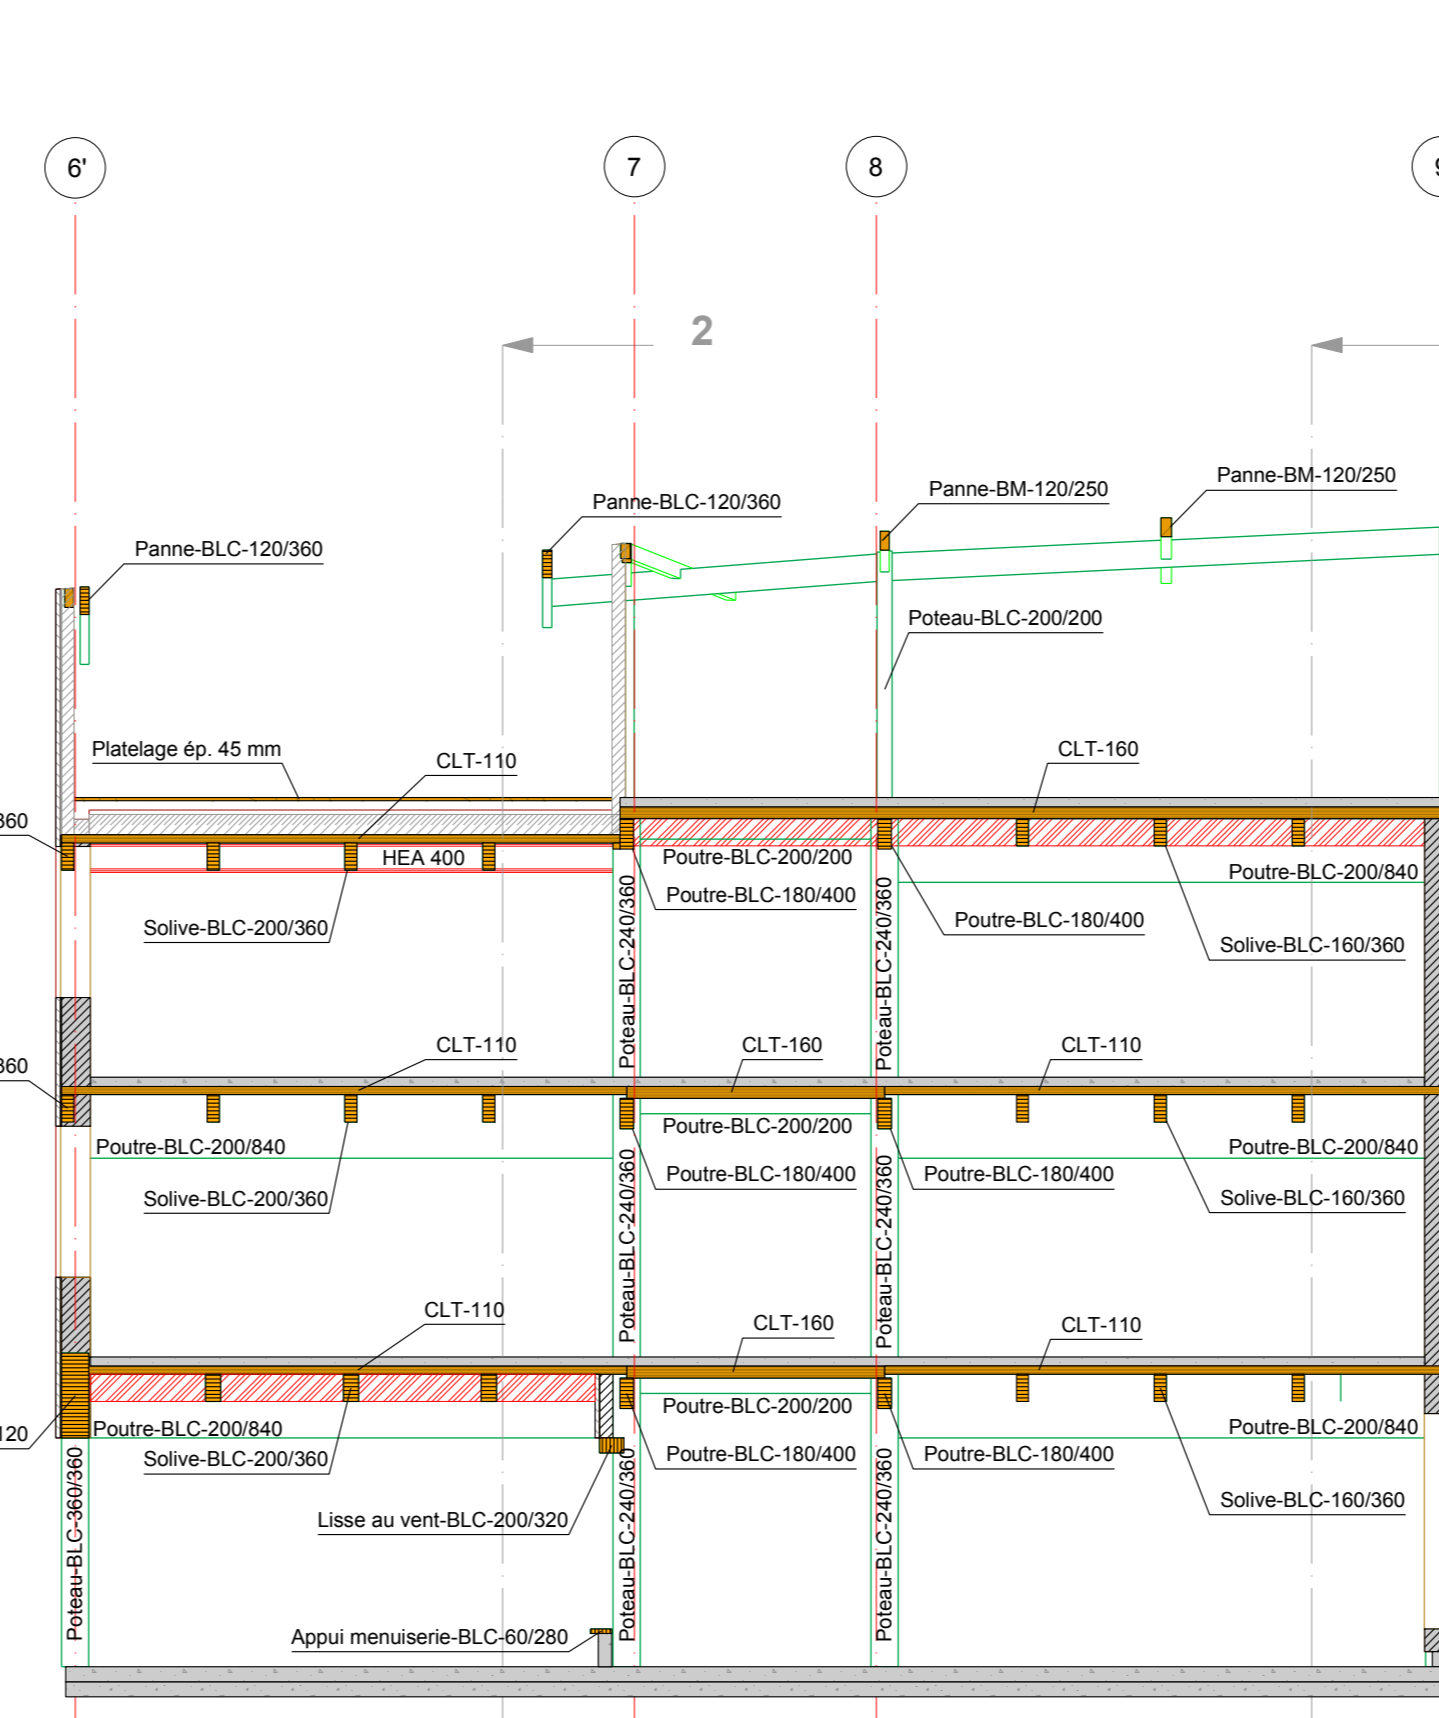 6'
7
8
9
2
Panne-BM-120/250
Panne-BM-120/250
Panne-BLC-120/360
Panne-BLC-120/360
Poteau-BLC-200/200
Platelage ép. 45 mm
CLT-110
CLT-160
360
HEA 400
Poutre-BLC-200/200
Poutre-BLC-200/840
Poutre-BLC-180/400
Poutre-BLC-180/400
Solive-BLC-200/360
Solive-BLC-160/360
Poteau-BLC-240/360
Poteau-BLC-240/360
CLT-110
CLT-160
CLT-110
360
Poutre-BLC-200/200
Poutre-BLC-200/840
Poutre-BLC-200/840
Poutre-BLC-180/400
Poutre-BLC-180/400
Solive-BLC-200/360
Solive-BLC-160/360
Poteau-BLC-240/360
Poteau-BLC-240/360
CLT-110
CLT-160
CLT-110
Poutre-BLC-200/200
120
Poutre-BLC-200/840
Poutre-BLC-200/840
Solive-BLC-200/360
Poutre-BLC-180/400
Poutre-BLC-180/400
Solive-BLC-160/360
Lisse au vent-BLC-200/320
Poteau-BLC-360/360
Poteau-BLC-240/360
Poteau-BLC-240/360
Appui menuiserie-BLC-60/280